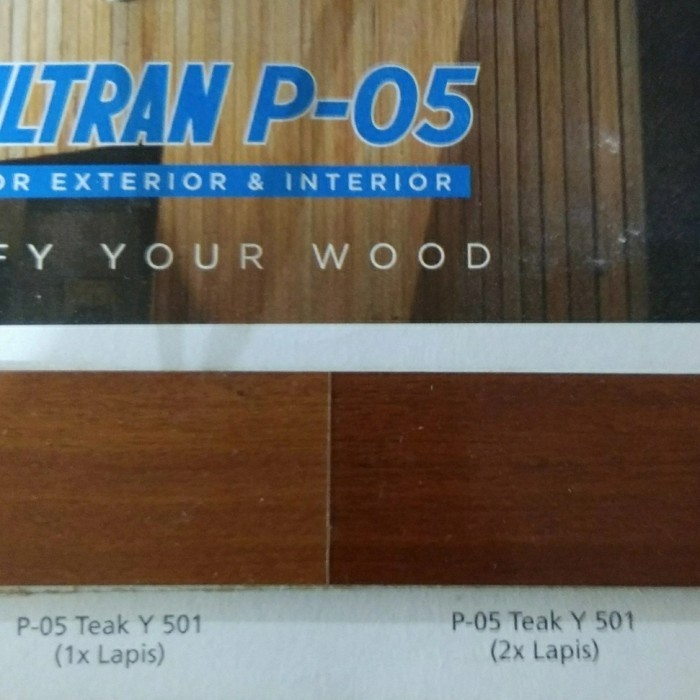 LTRAN P-05
OR EXTERIOR & INTERIOR
FY YOUR WOOD
P-05 Teak Y 501
(1x Lapis)
P-05 Teak Y 501
(2x Lapis)